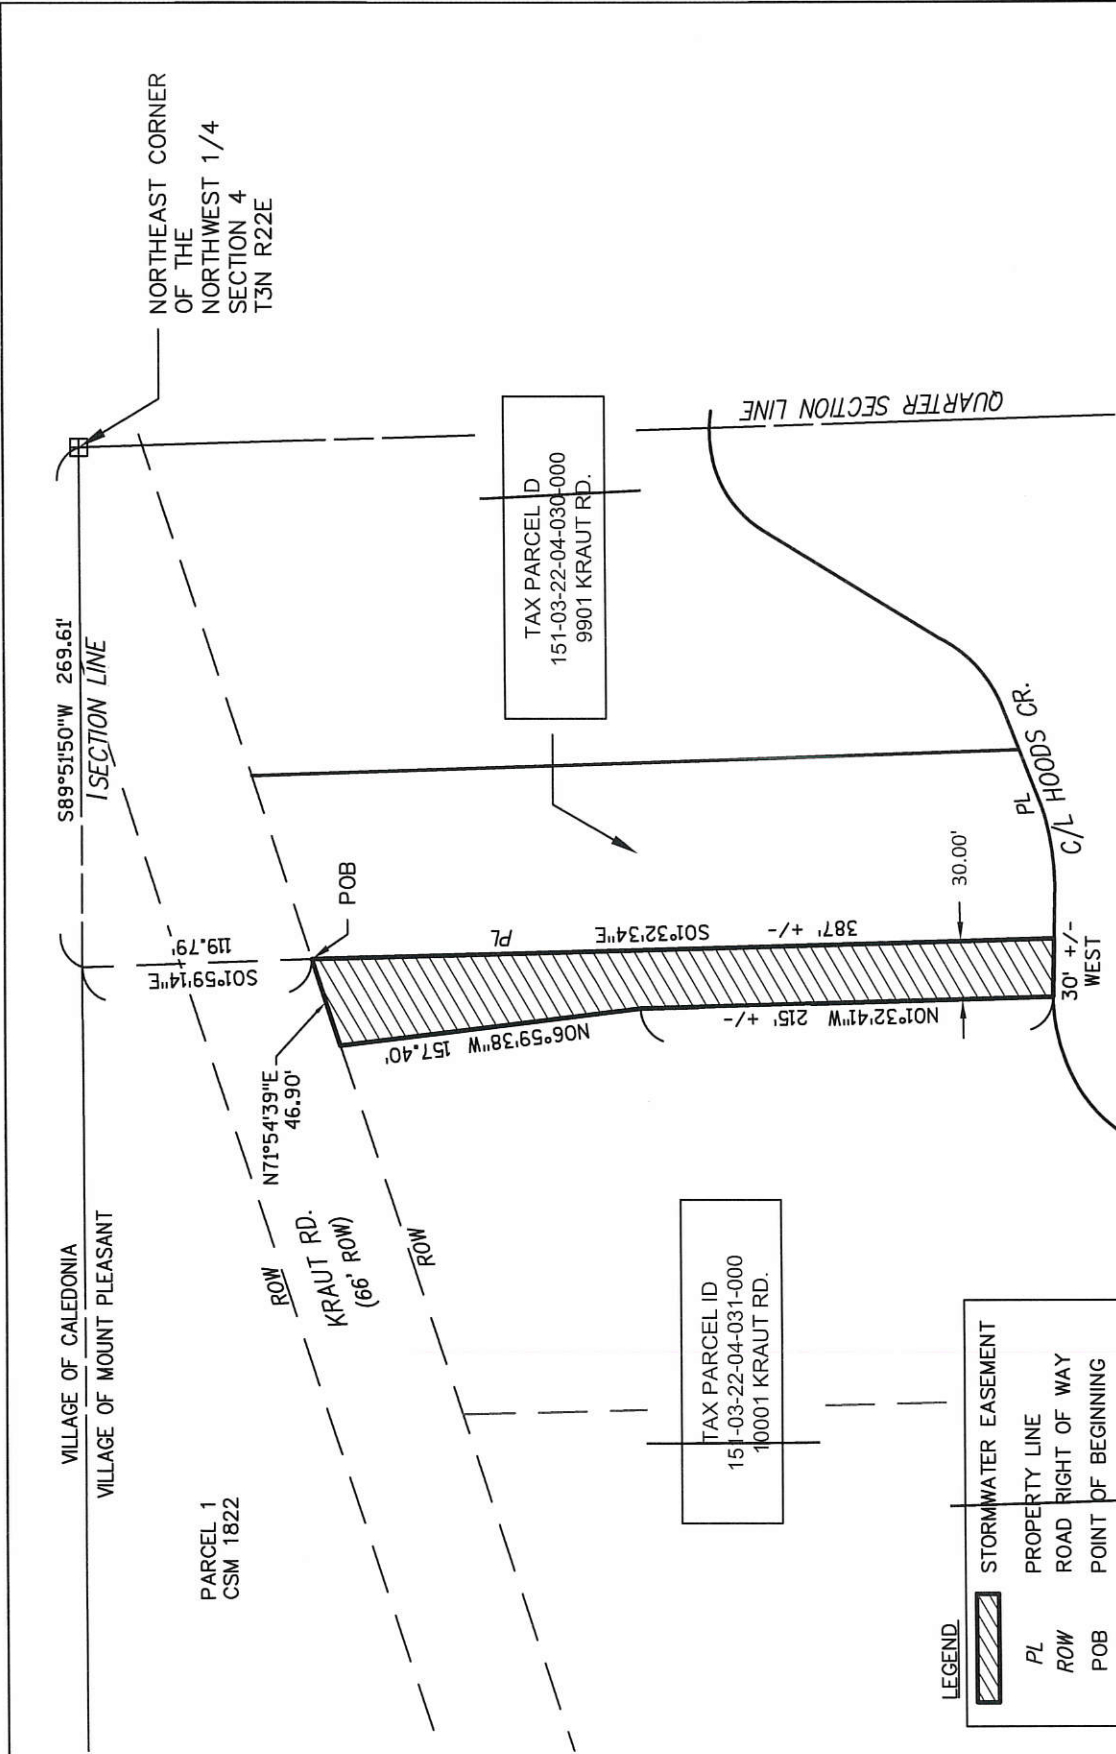 VILLAGE OF CALEDONIA
VILLAGE OF MOUNT PLEASANT
S89°51'50"W 269.61'
SECTION LINE
NORTHEAST CORNER
OF THE
NORTHWEST 1/4
SECTION 4
T3N R22E
PARCEL 1
CSM 1822
S01°59'14"E
119.79'
POB
N71°54'39"E
46.90'
ROW
KRAUT RD.
(66' ROW)
ROW
N06°59'38"W 157.40'
PL
S01°32'34"E
387' +/-
N01°32'41"W 215' +/-
30.00'
30' +/-
WEST
PL
C/L HOODS CR.
QUARTER SECTION LINE
TAX PARCEL ID
151-03-22-04-030-000
9901 KRAUT RD.
TAX PARCEL ID
151-03-22-04-031-000
10001 KRAUT RD.
LEGEND
STORMWATER EASEMENT
PL PROPERTY LINE
ROW ROAD RIGHT OF WAY
POB POINT OF BEGINNING